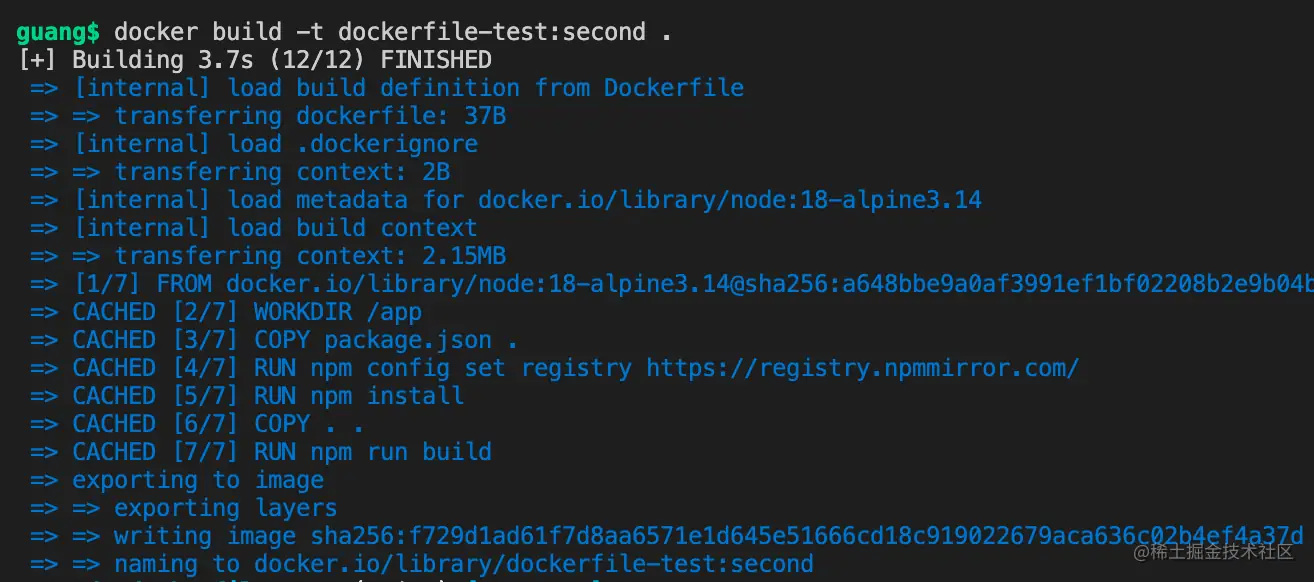 guang$ docker build -t dockerfile-test:second .
[+] Building 3.7s (12/12) FINISHED
=> [internal] load build definition from Dockerfile
=> => transferring dockerfile: 37B
=> [internal] load .dockerignore
=> => transferring context: 2B
=> [internal] load metadata for docker.io/library/node:18-alpine3.14
=> [internal] load build context
=> => transferring context: 2.15MB
=> [1/7] FROM docker.io/library/node:18-alpine3.14@sha256:a648bbe9a0af3991ef1bf02208b2e9b04b
=> CACHED [2/7] WORKDIR /app
=> CACHED [3/7] COPY package.json .
=> CACHED [4/7] RUN npm config set registry https://registry.npmmirror.com/
=> CACHED [5/7] RUN npm install
=> CACHED [6/7] COPY . .
=> CACHED [7/7] RUN npm run build
=> exporting to image
=> => exporting layers
=> => writing image sha256:f729d1ad61f7d8aa6571e1d645e51666cd18c919022679aca636c02b4ef4a37d
=> => naming to docker.io/library/dockerfile-test:second
@稀土掘金技术社区